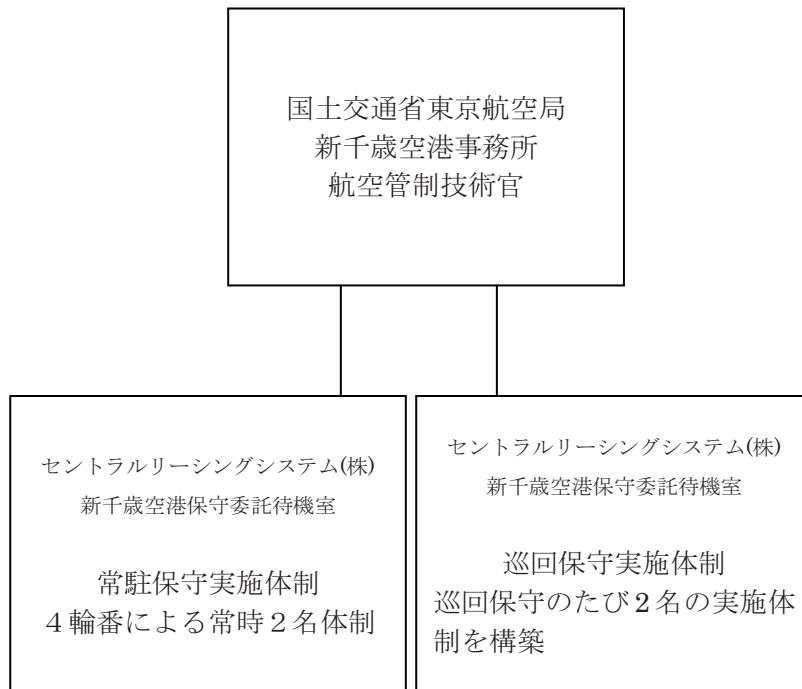 国土交通省東京航空局
新千歳空港事務所
航空管制技術官
セントラルリーシングシステム(株)
新千歳空港保守委託待機室
常駐保守実施体制
４輪番による常時２名体制
セントラルリーシングシステム(株)
新千歳空港保守委託待機室
巡回保守実施体制
巡回保守のたび２名の実施体
制を構築